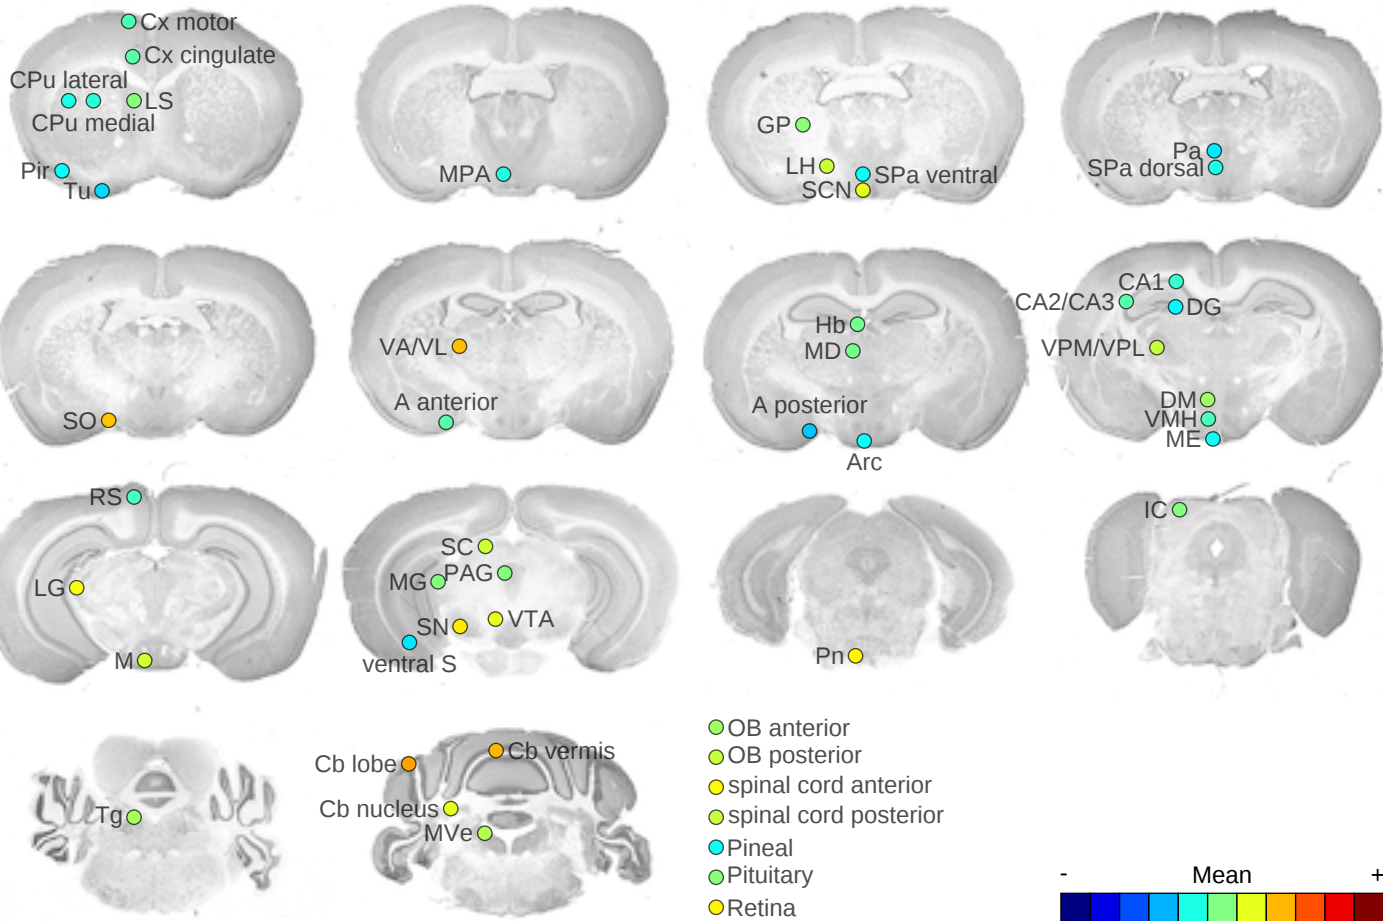 Cx motor
Cx cingulate
CPu lateral
LS
CPu medial
Pir
Tu
MPA
GP
LH
SPa ventral
SCN
Pa
SPa dorsal
SO
VA/VL
A anterior
Hb
MD
A posterior
Arc
CA1
CA2/CA3
DG
VPM/VPL
DM
VMH
ME
RS
LG
M
SC
MG
PAG
SN
VTA
ventral S
Pn
IC
Tg
Cb lobe
Cb vermis
Cb nucleus
MVe
OB anterior
OB posterior
spinal cord anterior
spinal cord posterior
Pineal
Pituitary
Retina
- Mean +